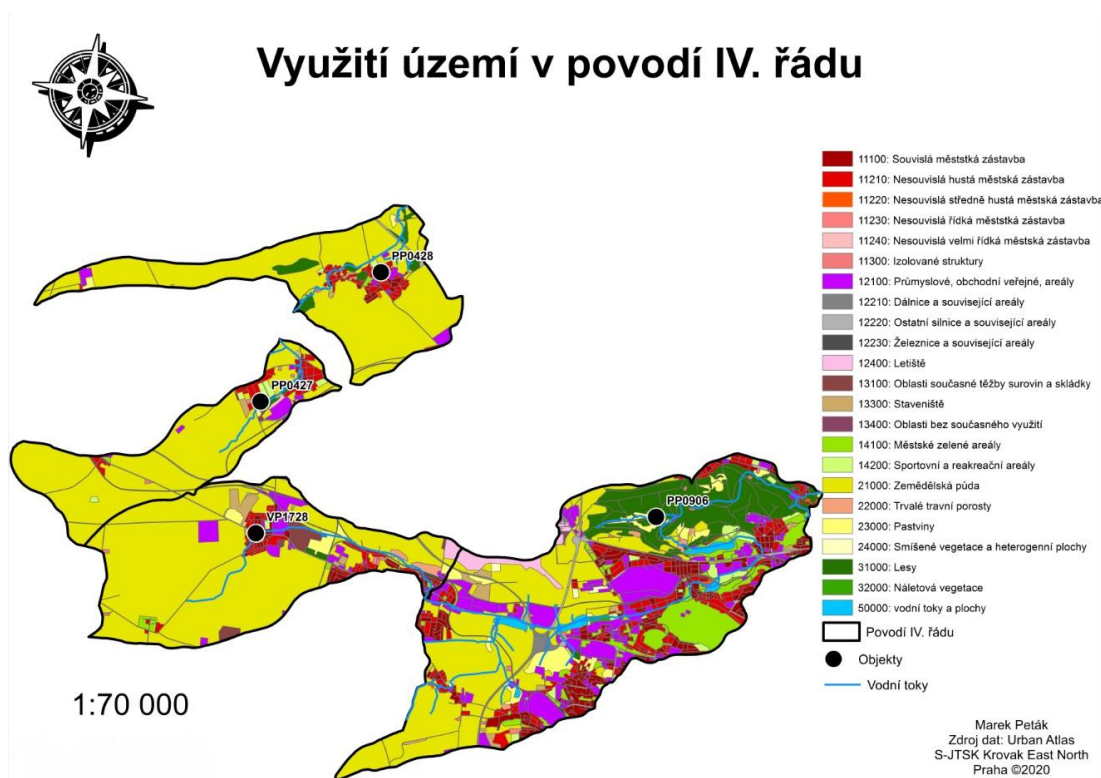 Využití území v povodí IV. řádu
11100: Souvislá měststká zástavba
11210: Nesouvislá hustá městská zástavba
11220: Nesouvislá středně hustá městská zástavba
11230: Nesouvislá řídká měststká zástavba
11240: Nesouvislá velmi řídká městská zástavba
11300: Izolované struktury
12100: Průmyslové, obchodní veřejné, areály
12210: Dálnice a související areály
12220: Ostatní silnice a související areály
12230: Železnice a související areály
12400: Letiště
13100: Oblasti současné těžby surovin a skládky
13300: Staveniště
13400: Oblasti bez současného využití
14100: Městské zelené areály
14200: Sportovní a reakreační areály
21000: Zemědělská půda
22000: Trvalé travní porosty
23000: Pastviny
24000: Smíšené vegetace a heterogenní plochy
31000: Lesy
32000: Náletová vegetace
50000: vodní toky a plochy
Povodí IV. řádu
Objekty
Vodní toky
PP0428
PP0427
PP0906
VP1728
1:70 000
Marek Peták
Zdroj dat: Urban Atlas
S-JTSK Krovak East North
Praha ©2020